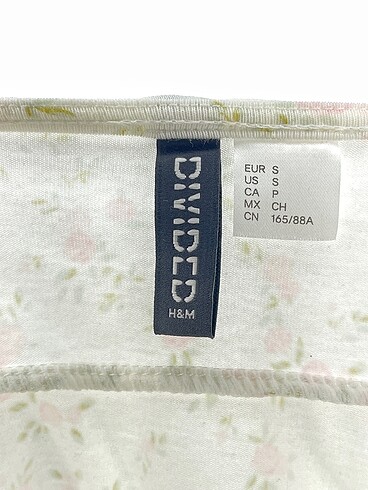 DIVIDED
H&M
EUR S
US S
CA P
MX CH
CN 165/88A